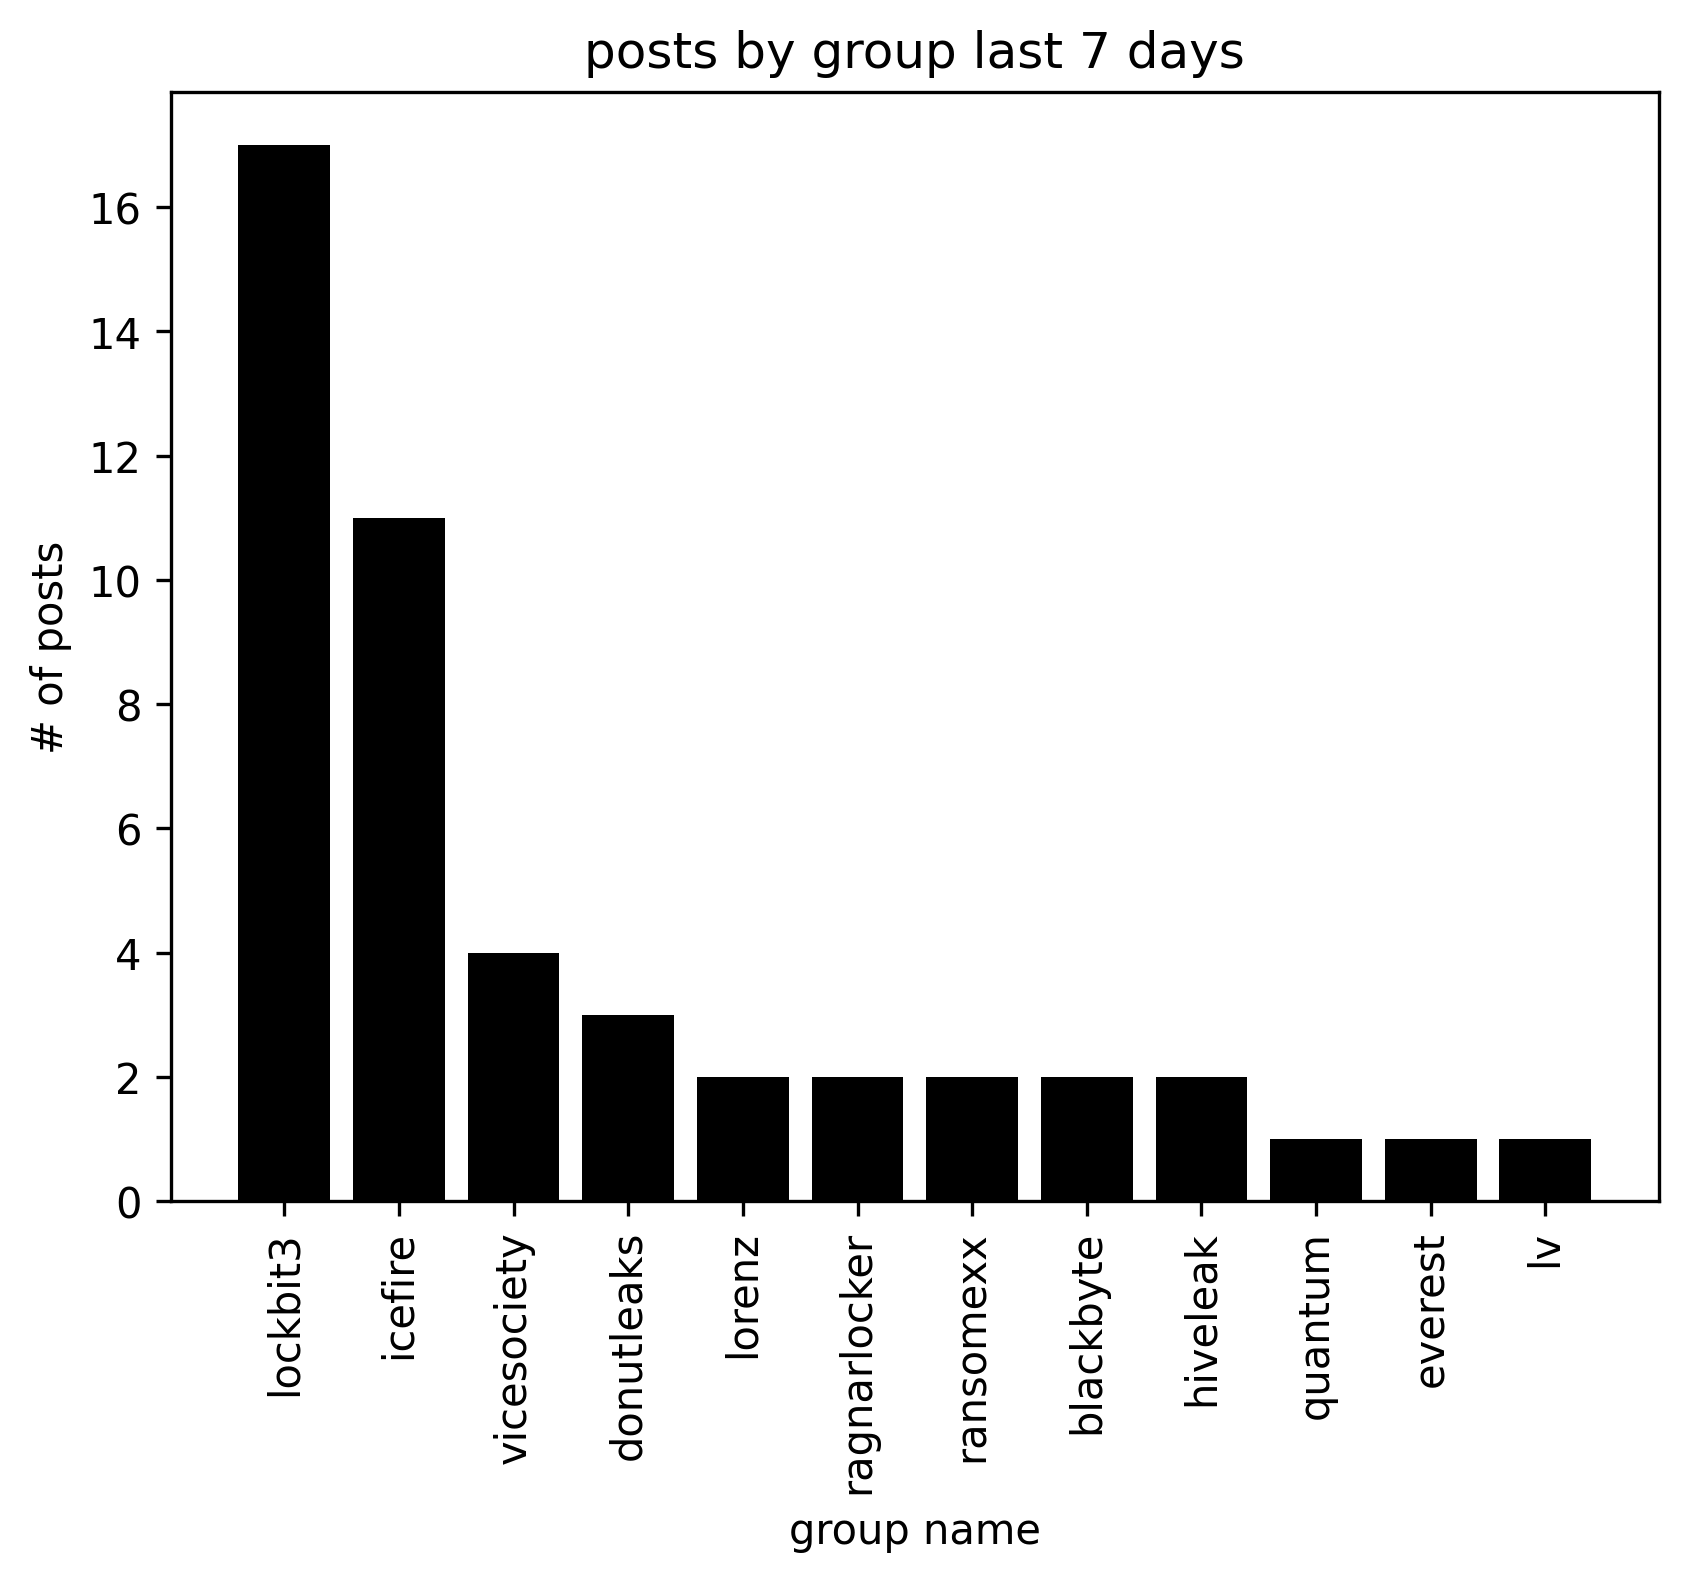 posts by group last 7 days
# of posts
16
14
12
10
8
6
4
2
0
lockbit3
icefire
vicesociety
donutleaks
lorenz
ragnarlocker
ransomexx
blackbyte
hiveleak
quantum
everest
lv
group name